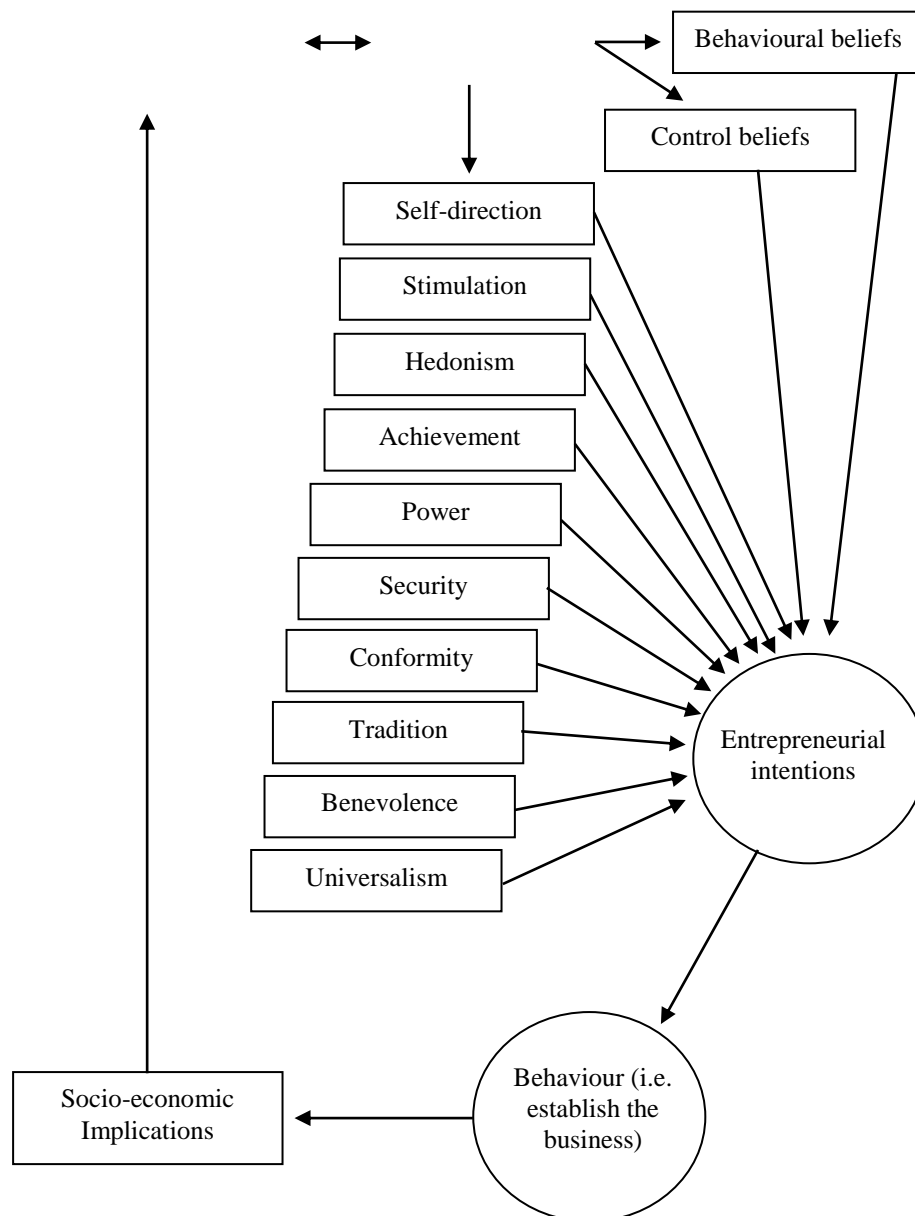 Behavioural beliefs
Control beliefs
Self-direction
Stimulation
Hedonism
Achievement
Power
Security
Conformity
Tradition
Benevolence
Universalism
Entrepreneurial
intentions
Behaviour (i.e.
establish the
business)
Socio-economic
Implications